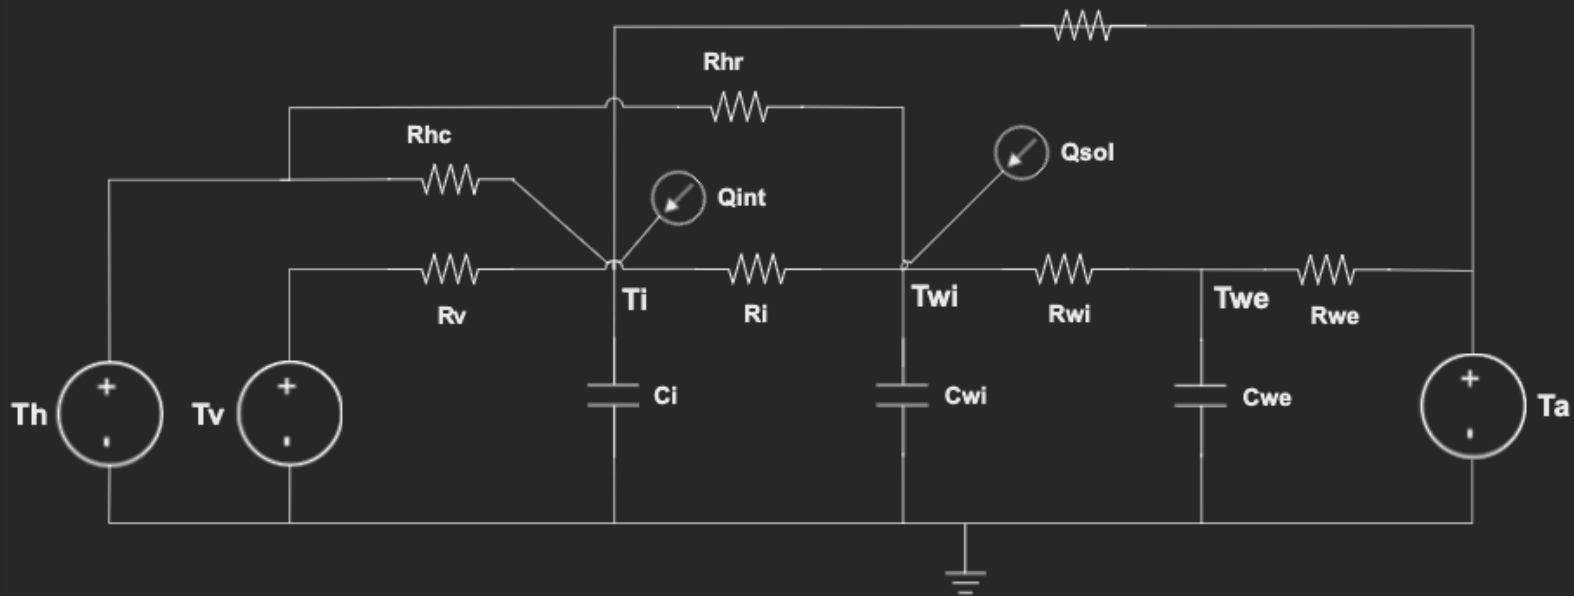 Rhr
Rhc
Qsol
Qint
Ti
Twi
Twe
Rv
Ri
Rwi
Rwe
+
+
+
Ci
Cwi
Cwe
Th
Tv
Ta
-
-
-